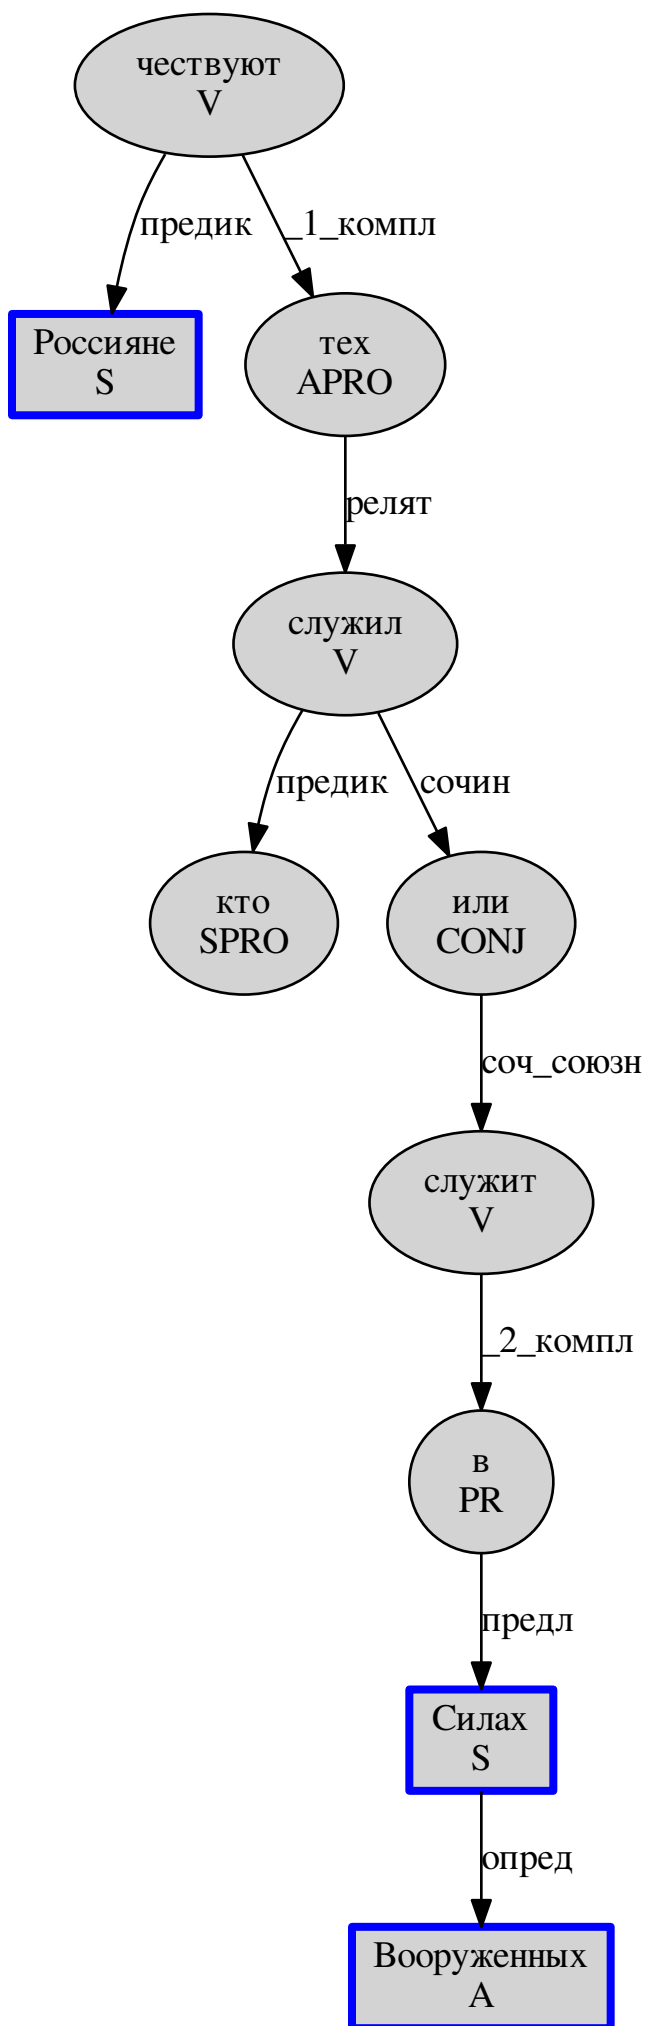 чествуют
V
предик
_1_компл
Россияне
S
тех
APRO
релят
служил
V
предик
сочин
кто
SPRO
или
CONJ
соч_союзн
служит
V
_2_компл
в
PR
предл
Силах
S
опред
Вооруженных
A